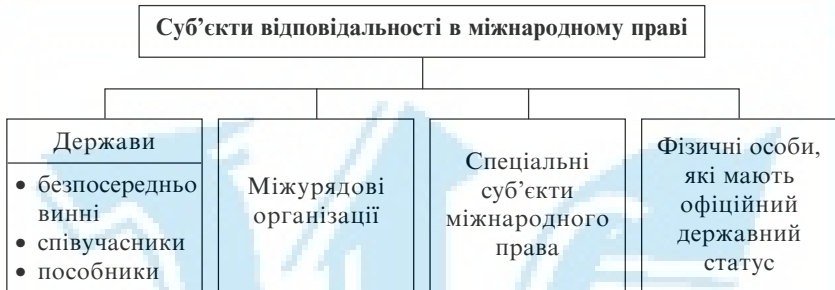 Суб’єкти відповідальності в міжнародному праві
Держави
• безпосередньо
винні
• співучасники
• пособники
Міжурядові
організації
Спеціальні
суб’єкти
міжнародного
права
Фізичні особи,
які мають
офіційний
державний
статус